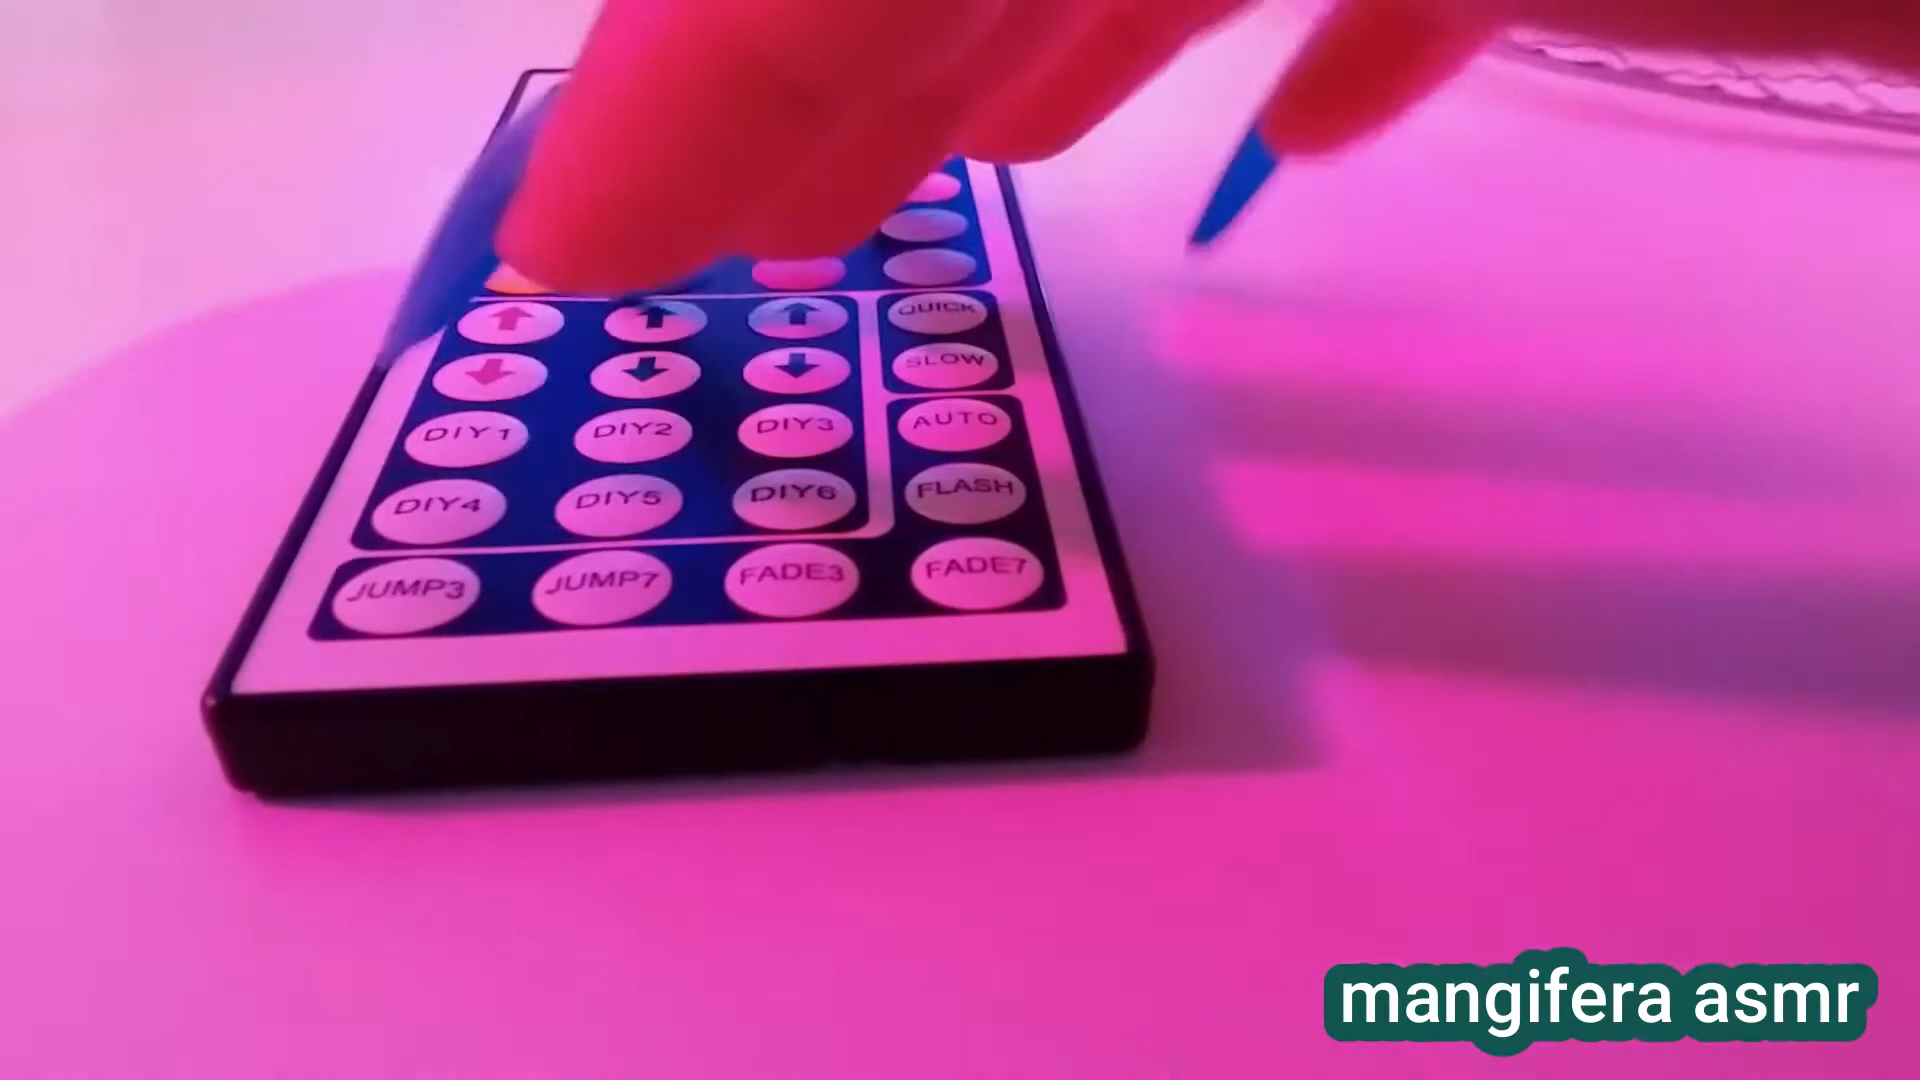 QUICK
SLOW
DIY1 DIY2 DIY3 AUTO
DIY4 DIY5 DIY6 FLASH
JUMP3 JUMP7 FADE3 FADE7
mangifera asmr